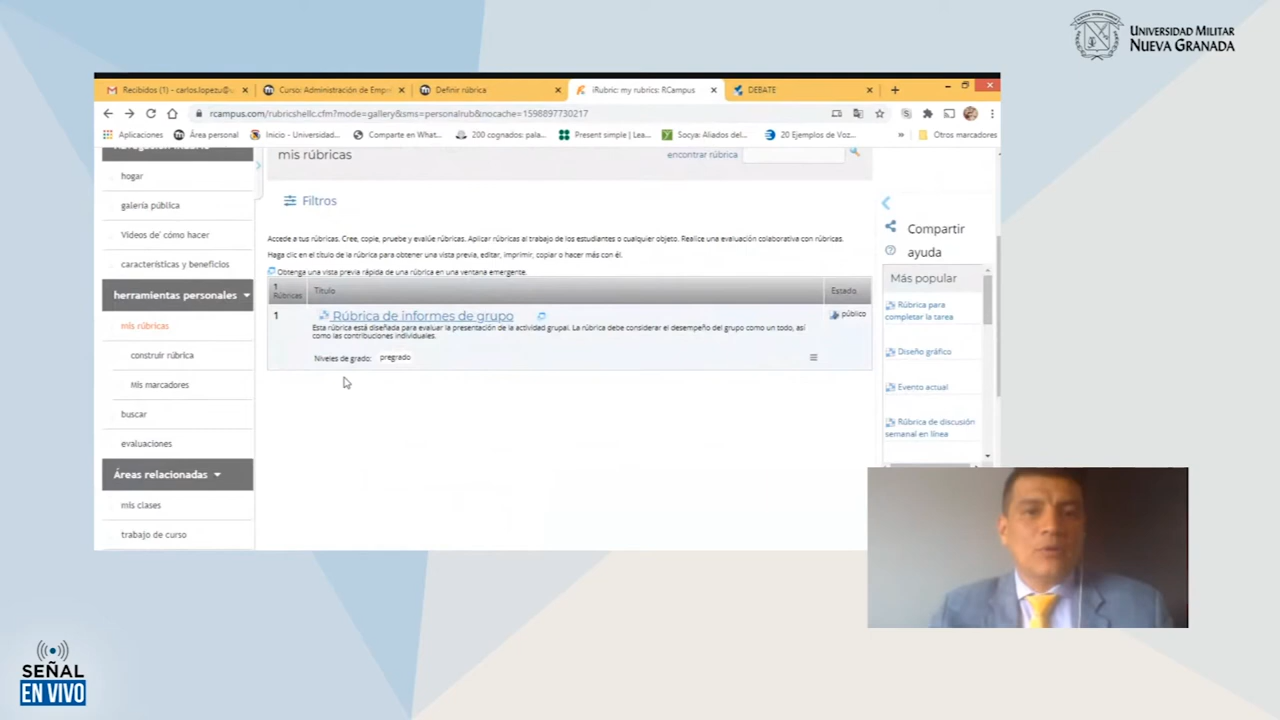 UNIVERSIDAD MILITAR
NUEVA GRANADA
Recibidos (1) - carlos.lopezu@u
Curso: Administración de Empr
Definir rúbrica
iRubric: my rubrics: RCampus
DEBATE
rcampus.com/rubricshellc.cfm?mode=gallery&sms=personalrub&nocache=1598897730217
Aplicaciones
Área personal
Inicio - Universidad...
Comparte en What...
200 cognados: pala...
Present simple | Lea...
Socya: Aliados del...
20 Ejemplos de Voz...
»
Otros marcadores
mis rúbricas
encontrar rúbrica
hogar
galería pública
Vídeos de' cómo hacer
características y beneficios
herramientas personales
mis rúbricas
construir rúbrica
Mis marcadores
buscar
evaluaciones
Áreas relacionadas
mis clases
trabajo de curso
Filtros
Accede a tus rúbricas. Cree, copie, pruebe y evalúe rúbricas. Aplicar rúbricas al trabajo de los estudiantes o cualquier objeto. Realice una evaluación colaborativa con rúbricas.
Haga clic en el título de la rúbrica para obtener una vista previa, editar, imprimir, copiar o hacer más con él.
Obtenga una vista previa rápida de una rúbrica en una ventana emergente.
1
Rúbricas
Título
Estado
1
Rúbrica de informes de grupo
público
Esta rúbrica está diseñada para evaluar la presentación de la actividad grupal. La rúbrica debe considerar el desempeño del grupo como un todo, así
como las contribuciones individuales.
Niveles de grado: pregrado
Compartir
ayuda
Más popular
Rúbrica para
completar la tarea
Diseño gráfico
Evento actual
Rúbrica de discusión
semanal en línea
SEÑAL
EN VIVO